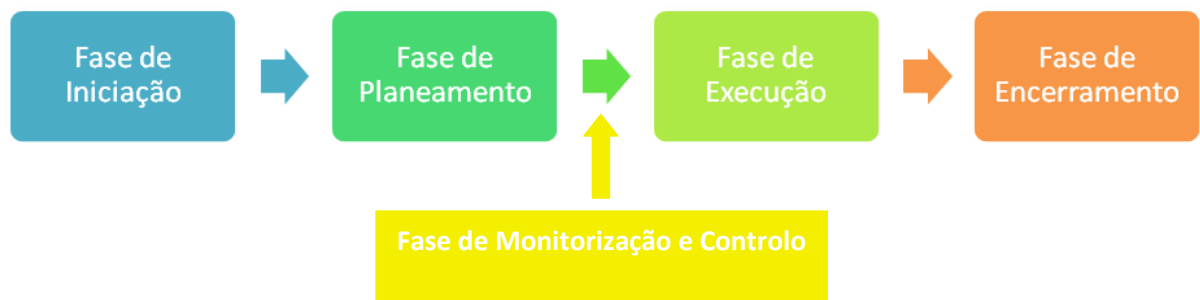 Fase de
Iniciação
Fase de
Planeamento
Fase de
Execução
Fase de
Encerramento
Fase de Monitorização e Controlo